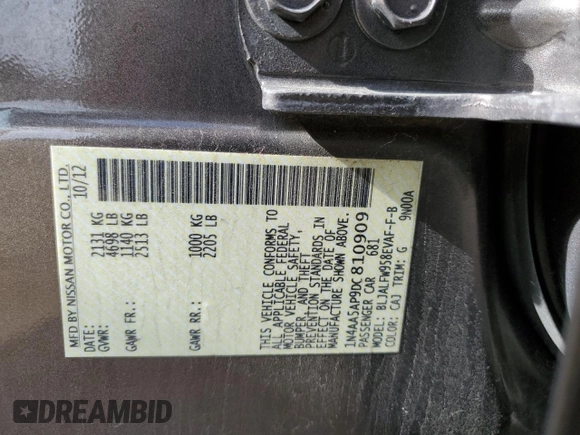 MFD BY NISSAN MOTOR CO., LTD.
DATE: 10/12
GVWR: 2131 KG
4698 LB
GAWR FR.: 1140 KG
2513 LB
GAWR RR: 1000 KG
2205 LB
THIS VEHICLE CONFORMS TO
ALL APPLICABLE FEDERAL
MOTOR VEHICLE SAFETY,
BUMPER, AND THEFT
PREVENTION STANDARDS IN
EFFECT ON THE DATE OF
MANUFACTURE SHOWN ABOVE.
1N4AA5AP9DC810909
PASSENGER CAR 681
MODEL: BLJALFW958EVAF-F-B
COLOR: CAJ TRIM: G 9N00A
DREAMBID